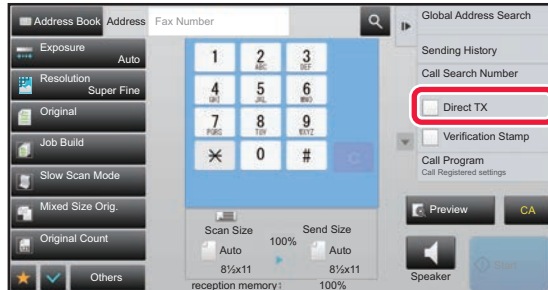 Address Book Address Fax Number
Global Address Search
Exposure
Auto
Sending History
Resolution
Super Fine
Call Search Number
Original
Direct TX
Job Build
Verification Stamp
Slow Scan Mode
Call Program
Call Registered settings
Mixed Size Orig.
Preview
CA
Original Count
Others
1
2
ABC
3
DEF
4
GHI
5
JKL
6
MNO
7
PQRS
8
TUV
9
WXYZ
0
#
C
Scan Size
100%
Send Size
Auto
Auto
8½x11
8½x11
reception memory:
100%
Speaker
Start